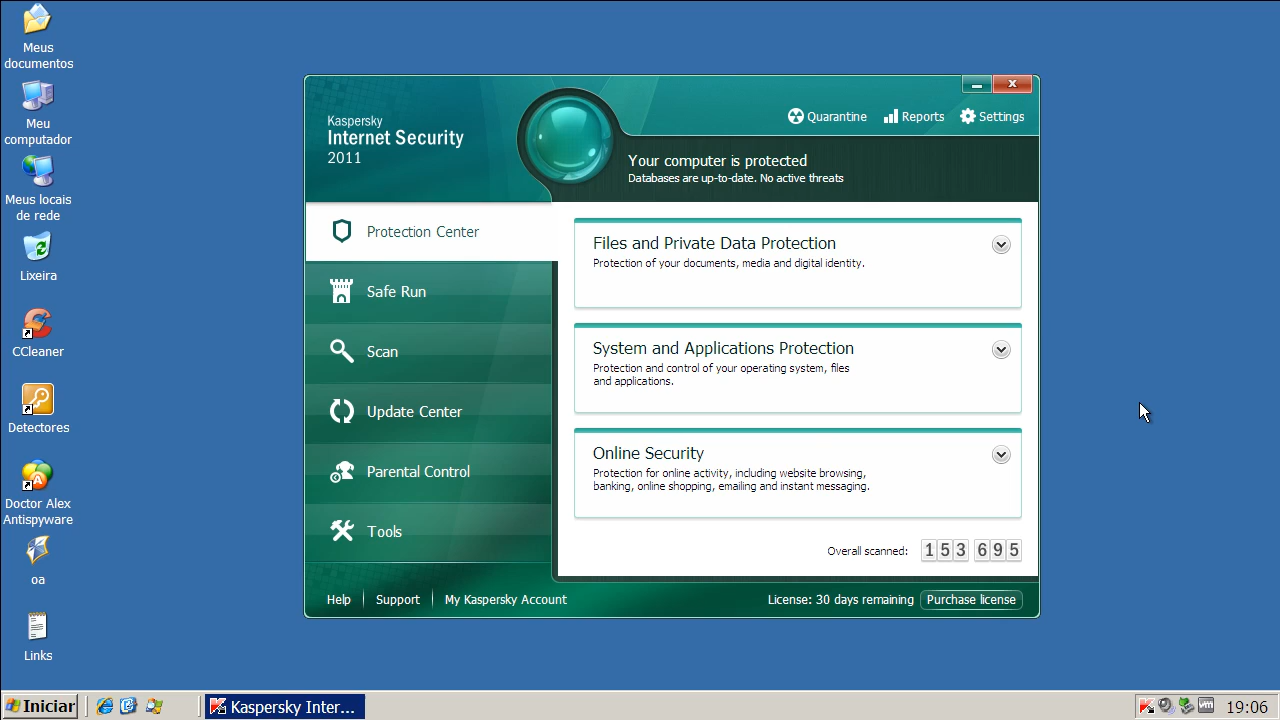 Meus
documentos
Meu
computador
Meus locais
de rede
Lixeira
CCleaner
Detectores
Doctor Alex
Antispyware
oa
Links
Kaspersky
Internet Security
2011
Quarantine
Reports
Settings
Your computer is protected
Databases are up-to-date. No active threats
Protection Center
Safe Run
Scan
Update Center
Parental Control
Tools
Files and Private Data Protection
Protection of your documents, media and digital identity.
System and Applications Protection
Protection and control of your operating system, files
and applications.
Online Security
Protection for online activity, including website browsing,
banking, online shopping, emailing and instant messaging.
Overall scanned: 153 695
Help
Support
My Kaspersky Account
License: 30 days remaining
Purchase license
Iniciar
Kaspersky Inter...
vm
19:06